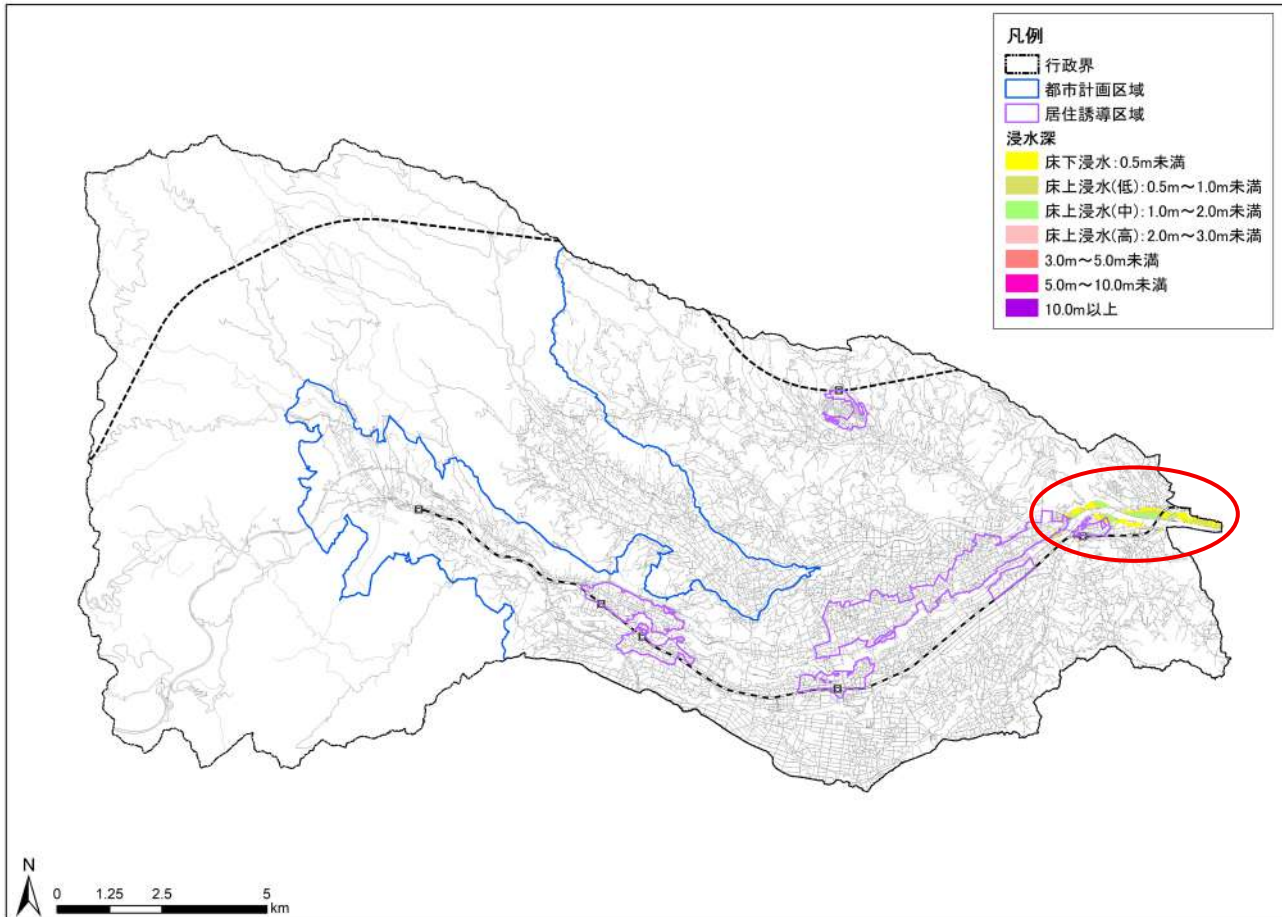 凡例
行政界
都市計画区域
居住誘導区域
浸水深
床下浸水:0.5m未満
床上浸水(低):0.5m～1.0m未満
床上浸水(中):1.0m～2.0m未満
床上浸水(高):2.0m～3.0m未満
3.0m～5.0m未満
5.0m～10.0m未満
10.0m以上
N
0 1.25 2.5 5
km